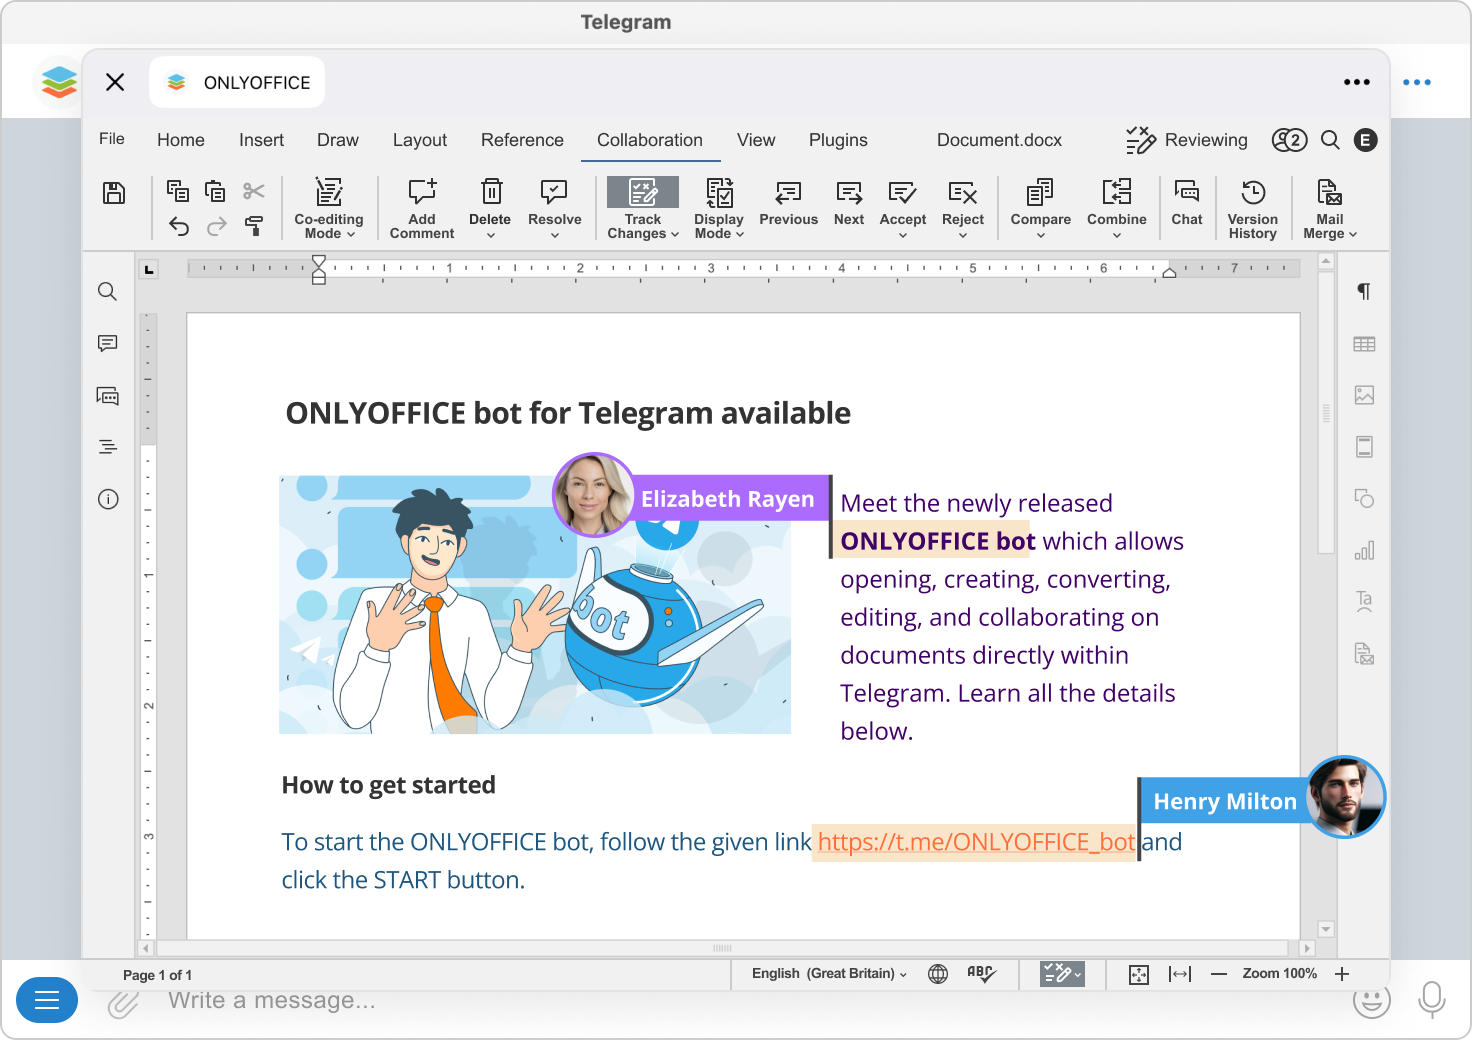 Telegram
ONLYOFFICE
File Home Insert Draw Layout Reference Collaboration View Plugins Document.docx Reviewing 2 E
Co-editing Mode
Add Comment
Delete
Resolve
Track Changes
Display Mode
Previous
Next
Accept
Reject
Compare
Combine
Chat
Version History
Mail Merge
L
1 2 3 4 5 6 7
1
2
3
Ta
ONLYOFFICE bot for Telegram available
Elizabeth Rayen
bot
Meet the newly released
ONLYOFFICE bot which allows
opening, creating, converting,
editing, and collaborating on
documents directly within
Telegram. Learn all the details
below.
How to get started
Henry Milton
To start the ONLYOFFICE bot, follow the given link https://t.me/ONLYOFFICE_bot and
click the START button.
Page 1 of 1 English (Great Britain) ABC Zoom 100%
Write a message...